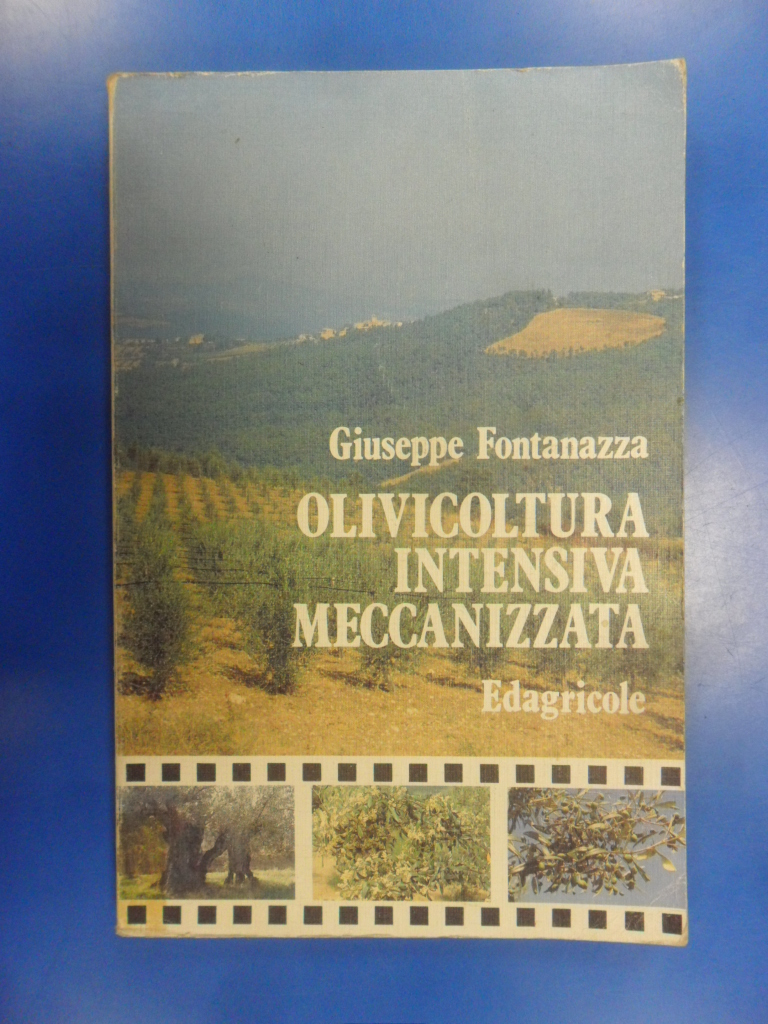 Giuseppe Fontanazza
OLIVICOLTURA
INTENSIVA
MECCANIZZATA
Edagricole